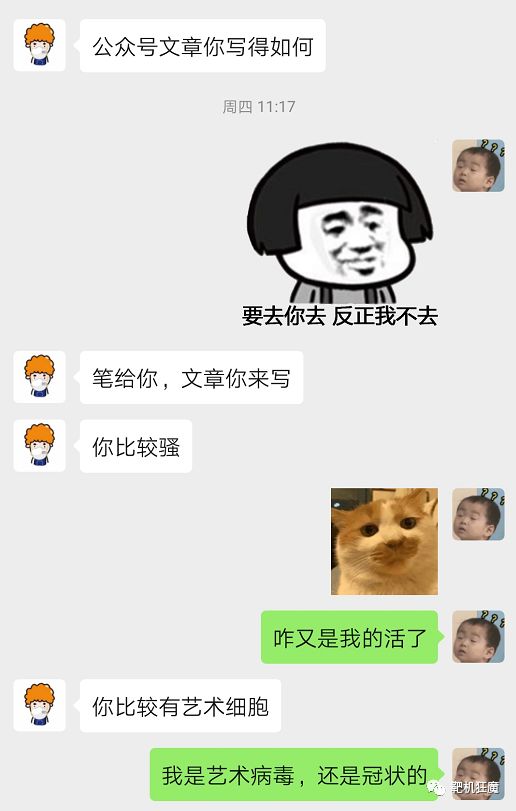 公众号文章你写得如何
周四 11:17
要去你去 反正我不去
笔给你，文章你来写
你比较骚
咋又是我的活了
你比较有艺术细胞
我是艺术病毒，还是冠状的
靶机狂魔